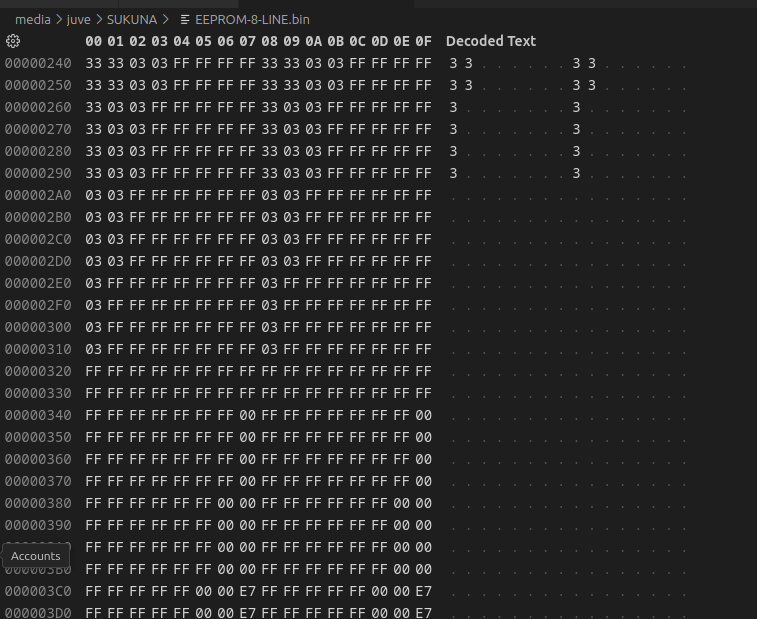 media > juve > SUKUNA > EEPROM-8-LINE.bin
00 01 02 03 04 05 06 07 08 09 0A 0B 0C 0D 0E 0F Decoded Text
00000240 33 33 03 03 FF FF FF FF 33 33 03 03 FF FF FF FF 3 3 . . . . . . 3 3 . . . . . .
00000250 33 33 03 03 FF FF FF FF 33 33 03 03 FF FF FF FF 3 3 . . . . . . 3 3 . . . . . .
00000260 33 03 03 FF FF FF FF FF 33 03 03 FF FF FF FF FF 3 . . . . . . . 3 . . . . . . .
00000270 33 03 03 FF FF FF FF FF 33 03 03 FF FF FF FF FF 3 . . . . . . . 3 . . . . . . .
00000280 33 03 03 FF FF FF FF FF 33 03 03 FF FF FF FF FF 3 . . . . . . . 3 . . . . . . .
00000290 33 03 03 FF FF FF FF FF 33 03 03 FF FF FF FF FF 3 . . . . . . . 3 . . . . . . .
000002A0 03 03 FF FF FF FF FF FF 03 03 FF FF FF FF FF FF . . . . . . . . . . . . . . . .
000002B0 03 03 FF FF FF FF FF FF 03 03 FF FF FF FF FF FF . . . . . . . . . . . . . . . .
000002C0 03 03 FF FF FF FF FF FF 03 03 FF FF FF FF FF FF . . . . . . . . . . . . . . . .
000002D0 03 03 FF FF FF FF FF FF 03 03 FF FF FF FF FF FF . . . . . . . . . . . . . . . .
000002E0 03 FF FF FF FF FF FF FF 03 FF FF FF FF FF FF FF . . . . . . . . . . . . . . . .
000002F0 03 FF FF FF FF FF FF FF 03 FF FF FF FF FF FF FF . . . . . . . . . . . . . . . .
00000300 03 FF FF FF FF FF FF FF 03 FF FF FF FF FF FF FF . . . . . . . . . . . . . . . .
00000310 03 FF FF FF FF FF FF FF 03 FF FF FF FF FF FF FF . . . . . . . . . . . . . . . .
00000320 FF FF FF FF FF FF FF FF FF FF FF FF FF FF FF FF . . . . . . . . . . . . . . . .
00000330 FF FF FF FF FF FF FF FF FF FF FF FF FF FF FF FF . . . . . . . . . . . . . . . .
00000340 FF FF FF FF FF FF FF 00 FF FF FF FF FF FF FF 00 . . . . . . . . . . . . . . . .
00000350 FF FF FF FF FF FF FF 00 FF FF FF FF FF FF FF 00 . . . . . . . . . . . . . . . .
00000360 FF FF FF FF FF FF FF 00 FF FF FF FF FF FF FF 00 . . . . . . . . . . . . . . . .
00000370 FF FF FF FF FF FF FF 00 FF FF FF FF FF FF FF 00 . . . . . . . . . . . . . . . .
00000380 FF FF FF FF FF FF 00 00 FF FF FF FF FF FF 00 00 . . . . . . . . . . . . . . . .
00000390 FF FF FF FF FF FF 00 00 FF FF FF FF FF FF 00 00 . . . . . . . . . . . . . . . .
FF FF FF FF FF FF 00 00 FF FF FF FF FF FF 00 00 . . . . . . . . . . . . . . . .
Accounts
FF FF FF FF FF FF 00 00 FF FF FF FF FF FF 00 00 . . . . . . . . . . . . . . . .
000003C0 FF FF FF FF FF 00 00 E7 FF FF FF FF FF 00 00 E7 . . . . . . . . . . . . . . . .
000003D0 FF FF FF FF FF 00 00 E7 FF FF FF FF FF 00 00 E7 . . . . . . . . . . . . . . . .